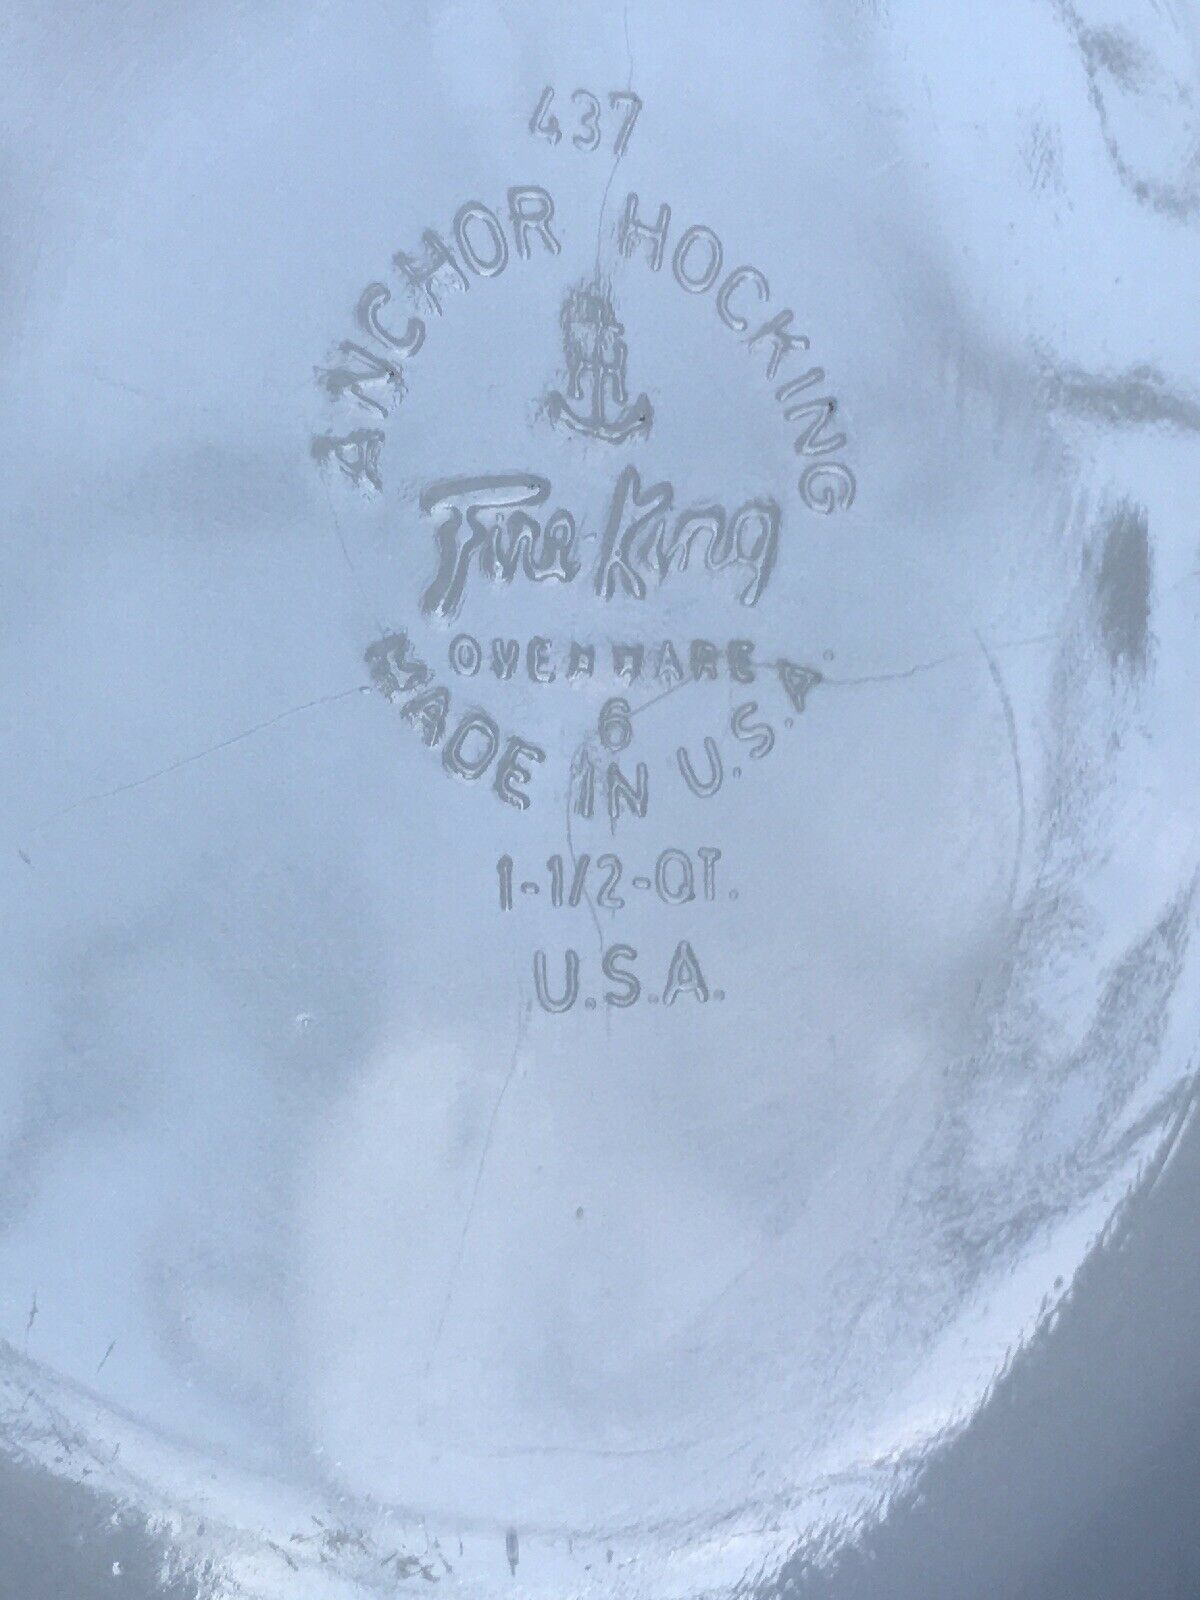 437
ANCHOR HOCKING
Fire-King
OVENWARE
6
MADE IN U.S.A.
1-1/2-QT.
U.S.A.